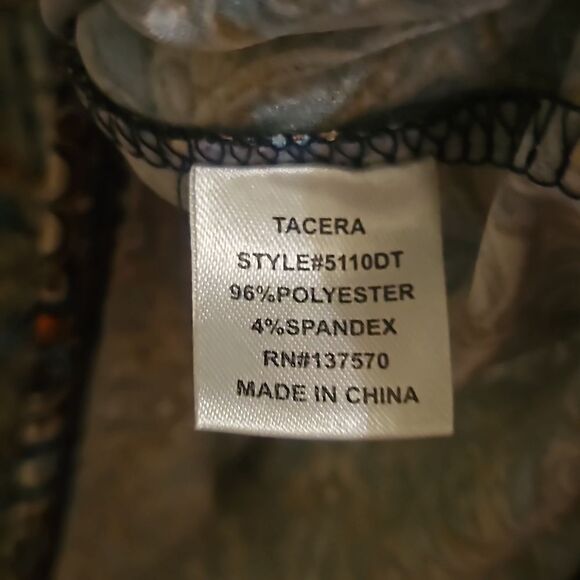 TACERA
STYLE#5110DT
96%POLYESTER
4%SPANDEX
RN#137570
MADE IN CHINA